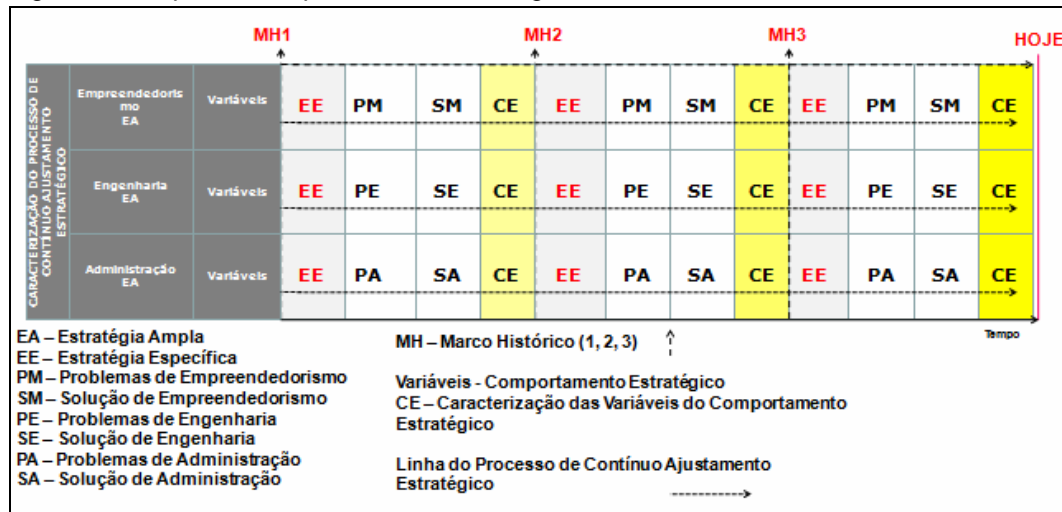 MH1 MH2 MH3 HOJE
CARACTERIZAÇÃO DO PROCESSO DE
CONTÍNUO AJUSTAMENTO
ESTRATÉGICO
Empreendedoris
mo
EA
Variáveis EE PM SM CE EE PM SM CE EE PM SM CE
Engenharia
EA
Variáveis EE PE SE CE EE PE SE CE EE PE SE CE
Administração
EA
Variáveis EE PA SA CE EE PA SA CE EE PA SA CE
Tempo
EA – Estratégia Ampla
EE – Estratégia Específica
PM – Problemas de Empreendedorismo
SM – Solução de Empreendedorismo
PE – Problemas de Engenharia
SE – Solução de Engenharia
PA – Problemas de Administração
SA – Solução de Administração
MH – Marco Histórico (1, 2, 3)
Variáveis - Comportamento Estratégico
CE – Caracterização das Variáveis do Comportamento
Estratégico
Linha do Processo de Contínuo Ajustamento
Estratégico